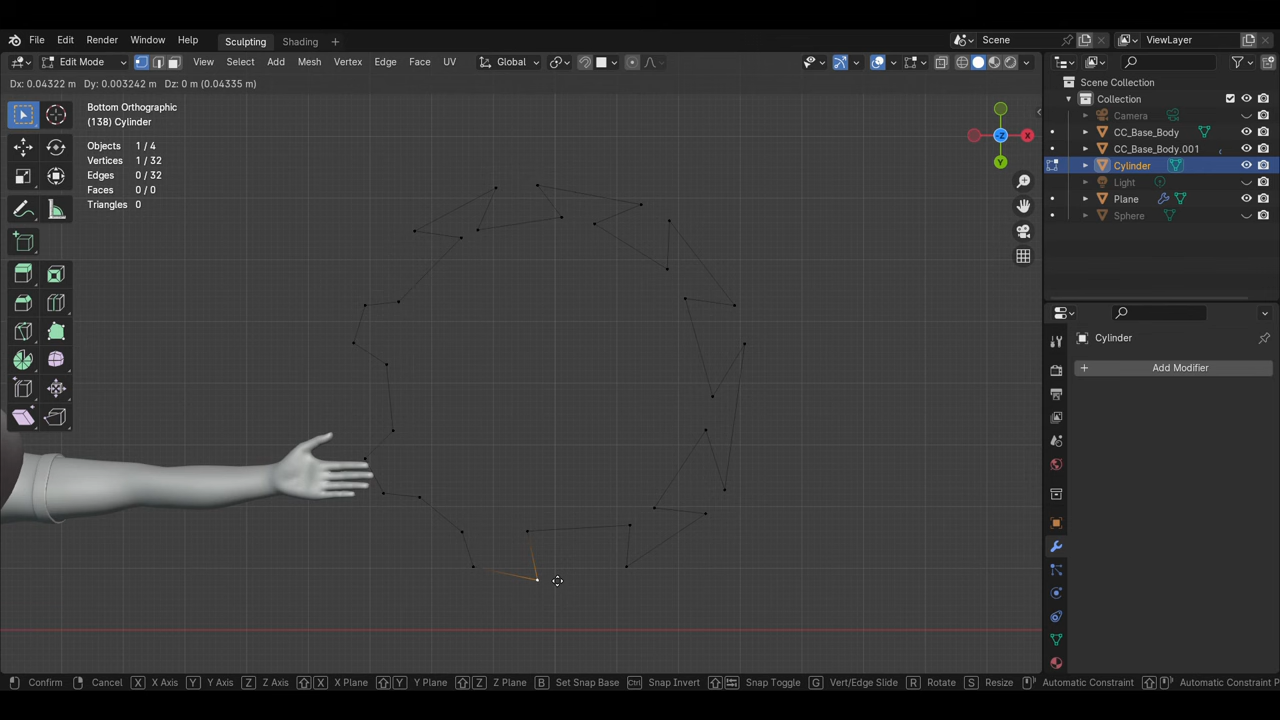 File Edit Render Window Help Sculpting Shading + Scene ViewLayer
Edit Mode View Select Add Mesh Vertex Edge Face UV Global
Dx: 0.04322 m Dy: 0.003242 m Dz: 0 m (0.04335 m)
Bottom Orthographic
(138) Cylinder
Objects 1 / 4
Vertices 1 / 32
Edges 0 / 32
Faces 0 / 0
Triangles 0
-Z
X
Y
Scene Collection
Collection
Camera
CC_Base_Body
CC_Base_Body.001
Cylinder
Light
Plane
Sphere
Cylinder
+ Add Modifier
Confirm Cancel X X Axis Y Y Axis Z Z Axis X X Plane Y Y Plane Z Z Plane B Set Snap Base Ctrl Snap Invert Snap Toggle G Vert/Edge Slide R Rotate S Resize Automatic Constraint Automatic Constraint P